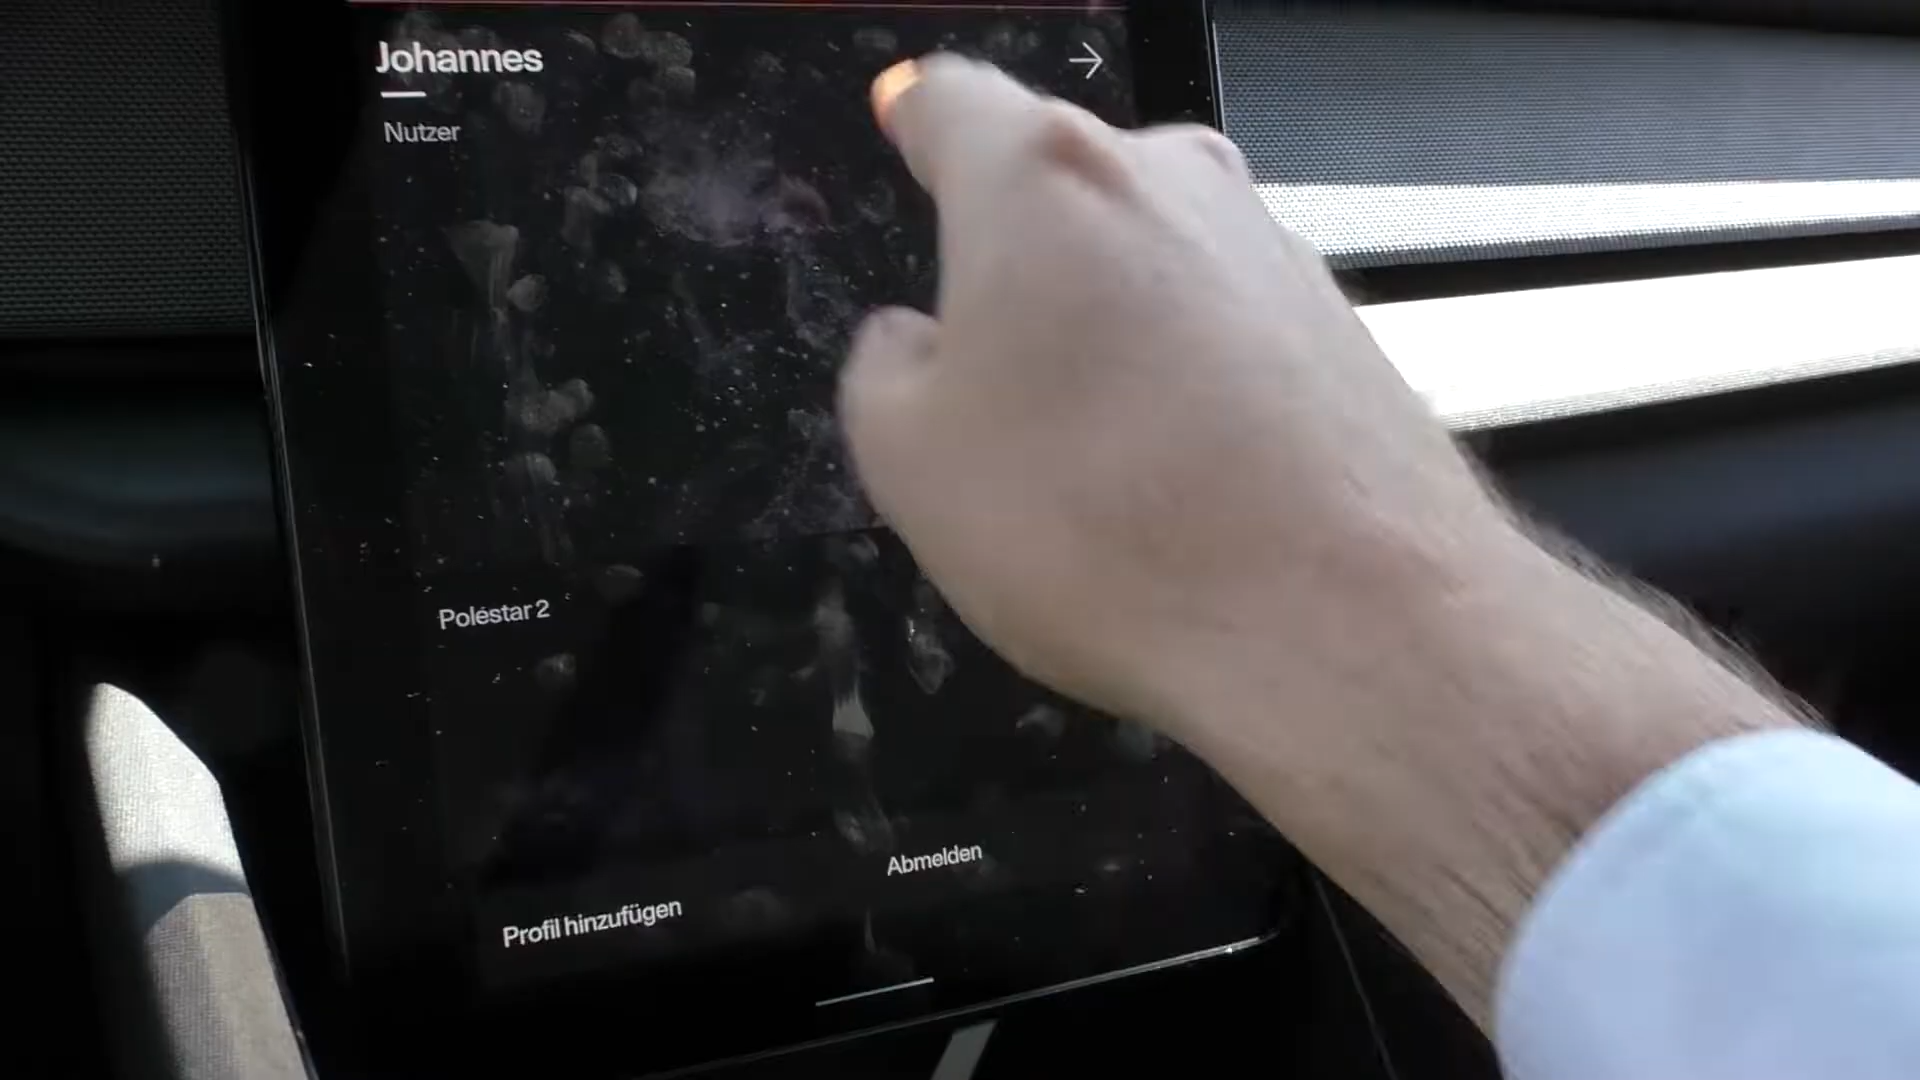 Johannes
Nutzer
Polestar 2
Abmelden
Profil hinzufügen